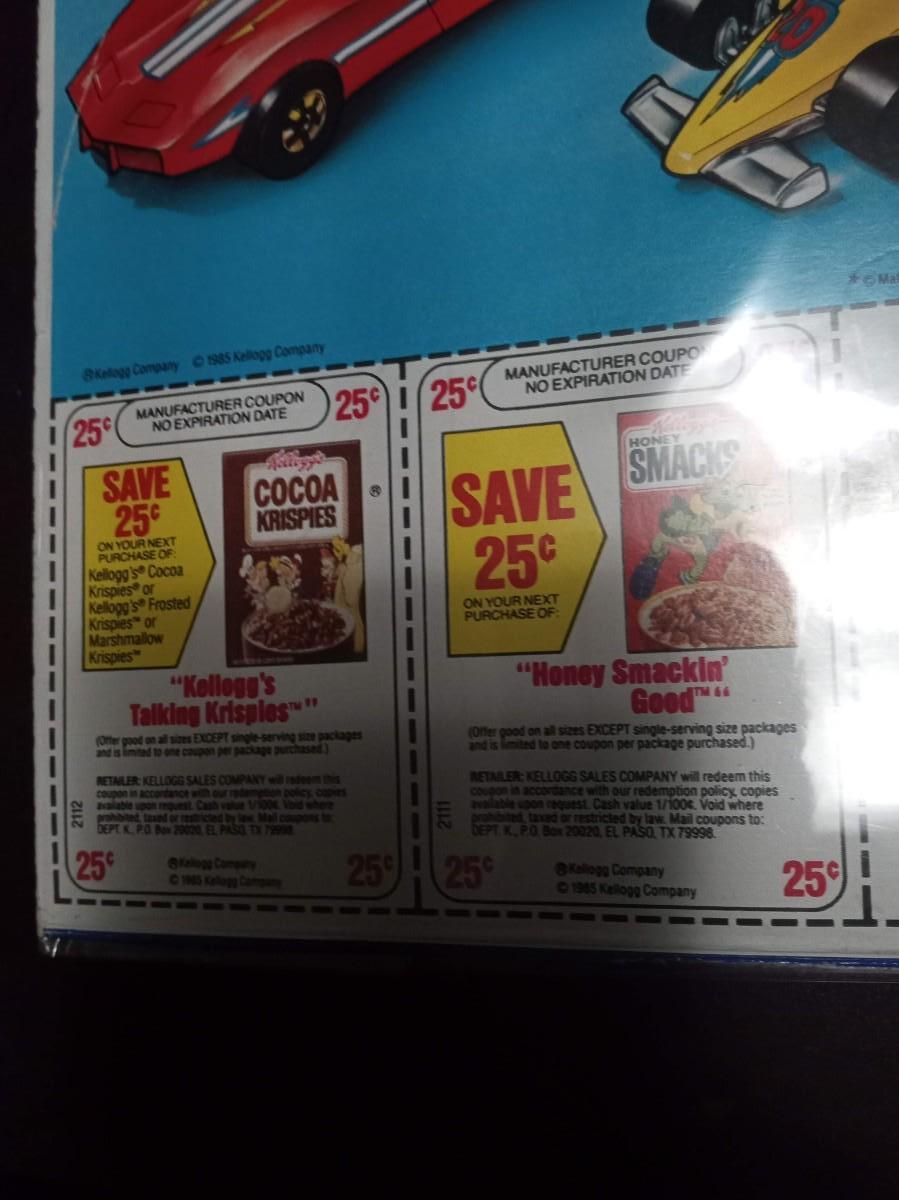 20
* © Mat
® Kellogg Company © 1985 Kellogg Company
25¢ MANUFACTURER COUPON 25¢
NO EXPIRATION DATE
SAVE
25¢
ON YOUR NEXT
PURCHASE OF:
Kellogg's® Cocoa
Krispies® or
Kellogg's® Frosted
Krispies™ or
Marshmallow
Krispies™
Kellogg's
COCOA
KRISPIES
®
"Kellogg's
Talking Krispies™"
(Offer good on all sizes EXCEPT single-serving size packages
and is limited to one coupon per package purchased.)
RETAILER: KELLOGG SALES COMPANY will redeem this
coupon in accordance with our redemption policy, copies
available upon request. Cash value 1/100¢. Void where
prohibited, taxed or restricted by law. Mail coupons to:
DEPT. K., P.O. Box 20020, EL PASO, TX 79998.
2112
25¢ ® Kellogg Company 25¢
© 1985 Kellogg Company
25¢ MANUFACTURER COUPON
NO EXPIRATION DATE
SAVE
25¢
ON YOUR NEXT
PURCHASE OF:
Kellogg's
HONEY
SMACKS
"Honey Smackin'
Good™"
(Offer good on all sizes EXCEPT single-serving size packages
and is limited to one coupon per package purchased.)
RETAILER: KELLOGG SALES COMPANY will redeem this
coupon in accordance with our redemption policy, copies
available upon request. Cash value 1/100¢. Void where
prohibited, taxed or restricted by law. Mail coupons to:
DEPT. K., P.O. Box 20020, EL PASO, TX 79998.
2111
25¢ ® Kellogg Company 25¢
© 1985 Kellogg Company